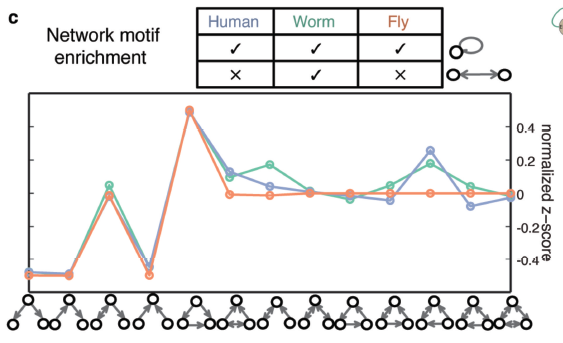 c
Network motif
enrichment
Human Worm Fly
✓ ✓ ✓
× ✓ ×
0.4
0.2
0
-0.2
-0.4
normalized z-score